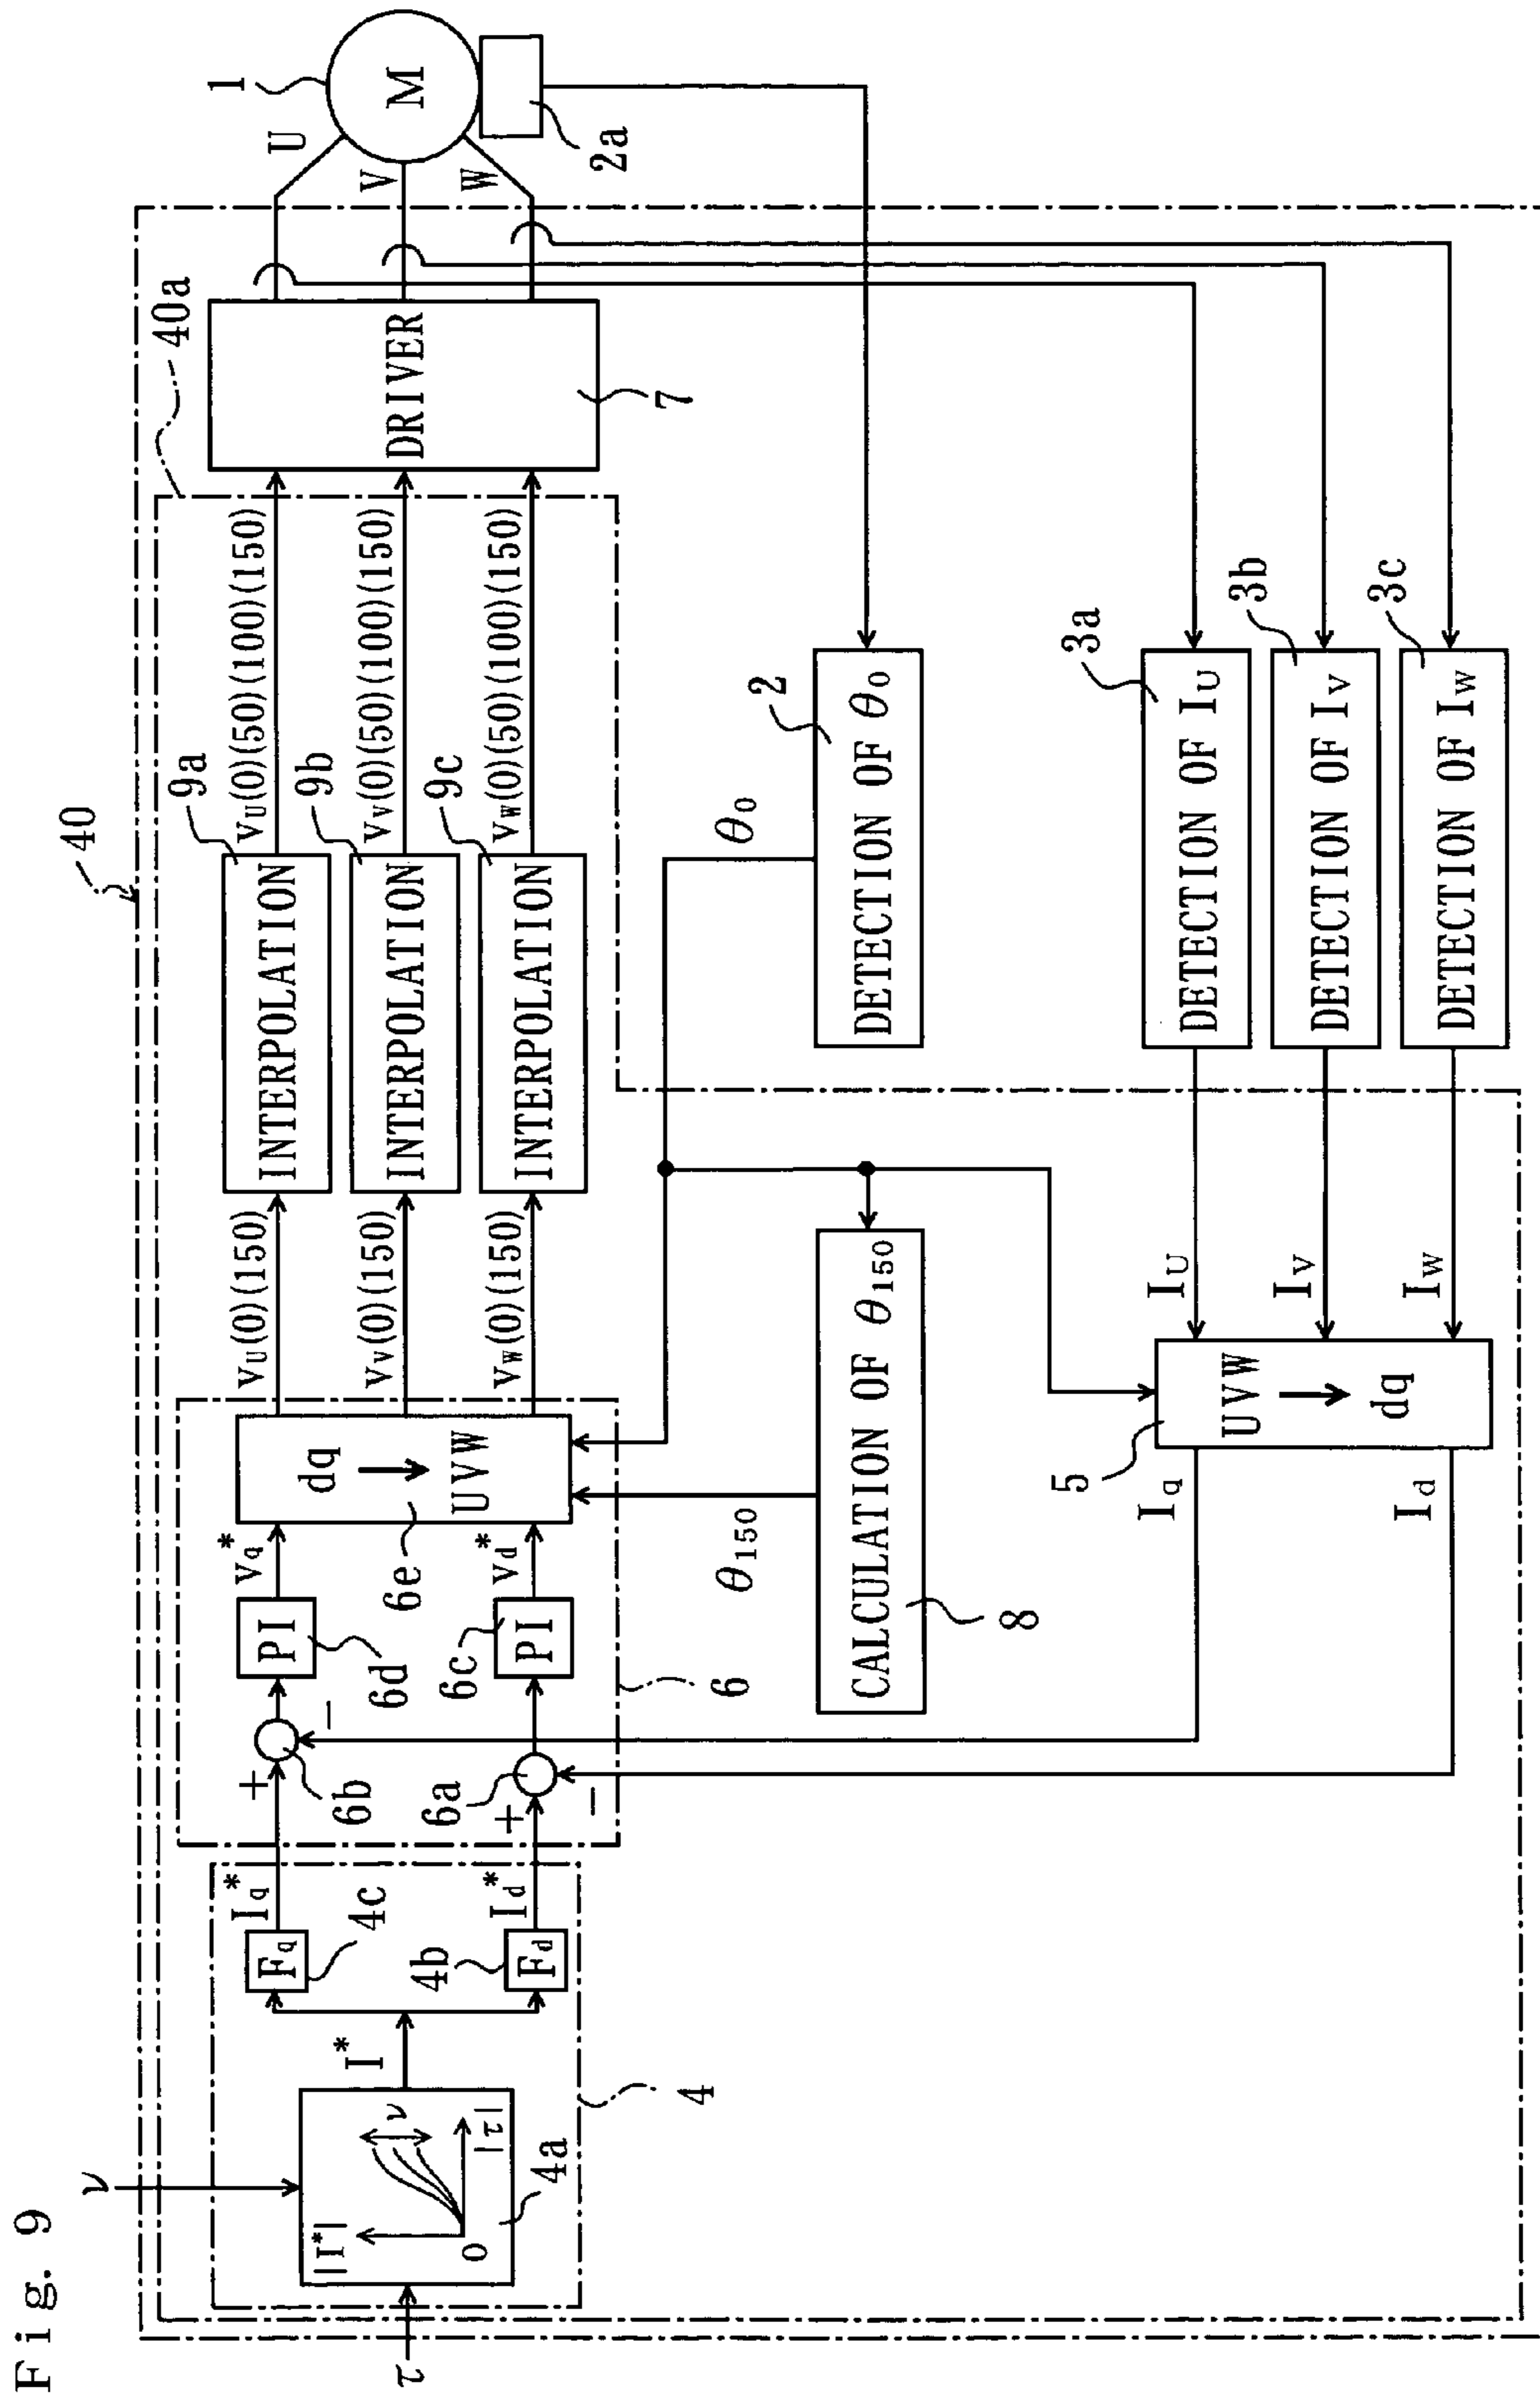 Fig. 9
40
40a
ν
τ
|I*|
ν
0
|τ|
4a
I*
4
Fq
4c
Fd
4b
Iq*
Id*
+
−
6b
+
−
6a
PI
6d
PI
6c
6
vq*
vd*
dq
UVW
6e
vU(0)(150)
vV(0)(150)
vW(0)(150)
INTERPOLATION
9a
INTERPOLATION
9b
INTERPOLATION
9c
vU(0)(50)(100)(150)
vV(0)(50)(100)(150)
vW(0)(50)(100)(150)
DRIVER
7
U
V
W
1
M
2a
θ150
CALCULATION OF θ150
8
θ0
2
DETECTION OF θ0
Iq
Id
5
UVW
dq
IU
IV
IW
DETECTION OF IU
3a
DETECTION OF IV
3b
DETECTION OF IW
3c